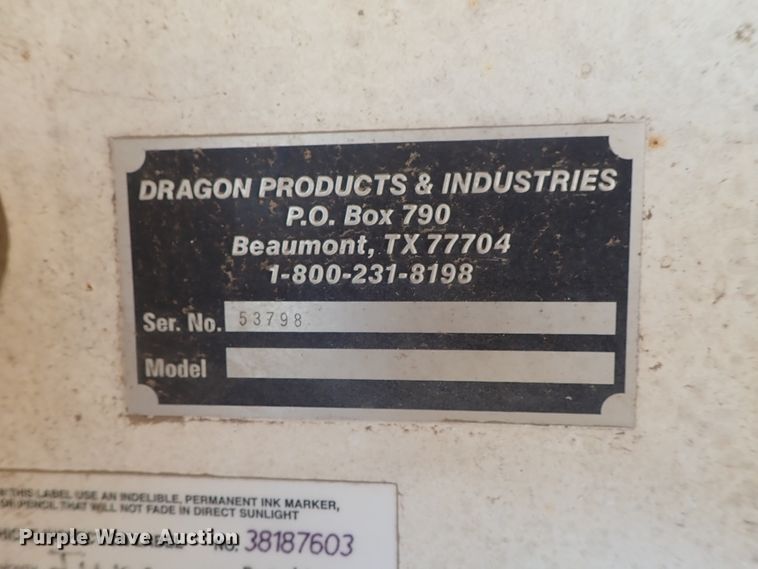 DRAGON PRODUCTS & INDUSTRIES
P.O. Box 790
Beaumont, TX 77704
1-800-231-8198
Ser. No. 53798
Model
THIS LABEL USE AN INDELIBLE, PERMANENT INK MARKER,
THAT WILL NOT FADE IN DIRECT SUNLIGHT
NO. 38187603
Purple Wave Auction